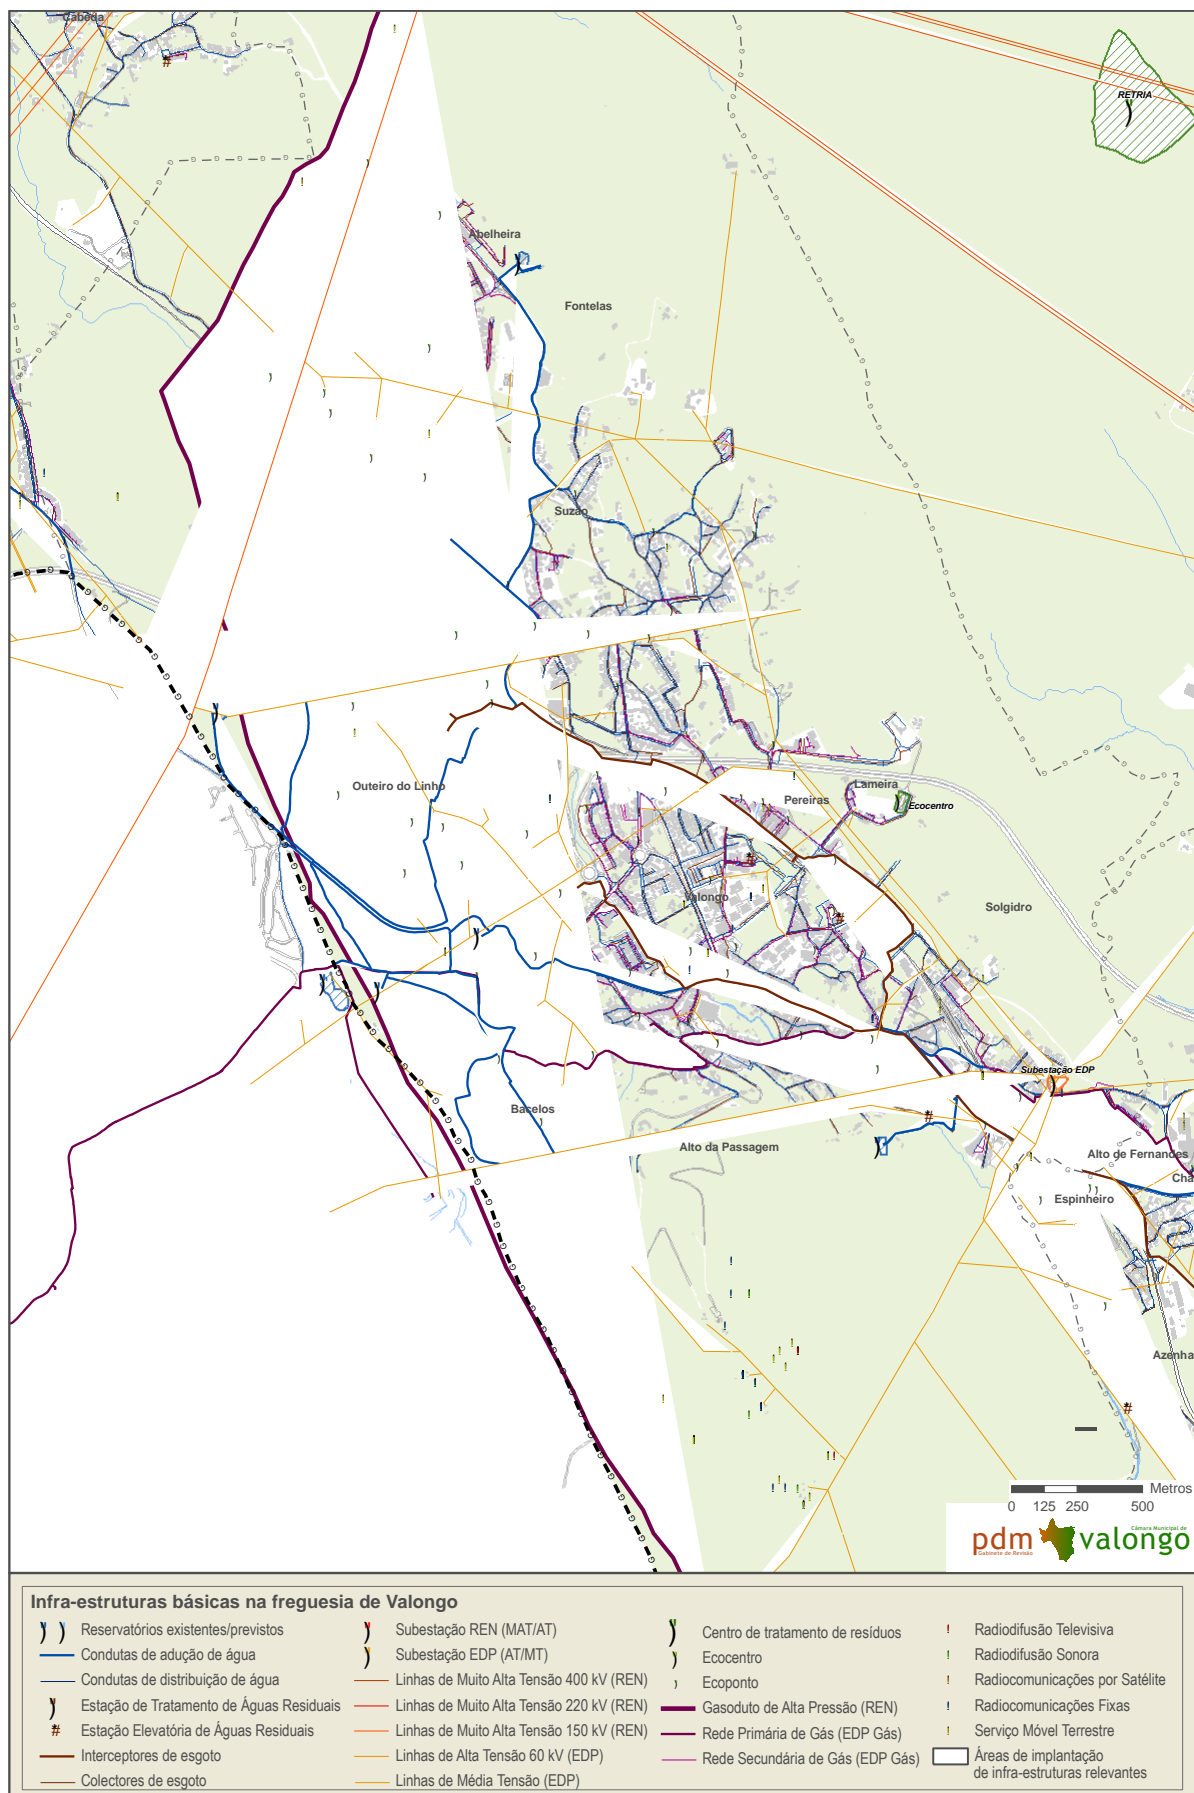 Cabeda
RETRIA
Abelheira
Fontelas
Suzão
Outeiro do Linho
Lameira
Pereiras
Ecocentro
Valongo
Solgidro
Subestação EDP
Bacelos
Alto da Passagem
Alto de Fernandes
Cha
Espinheiro
Azenha
Metros
0 125 250 500
pdm
Gabinete de Revisão
Câmara Municipal de
valongo
Infra-estruturas básicas na freguesia de Valongo
Reservatórios existentes/previstos
Condutas de adução de água
Condutas de distribuição de água
Estação de Tratamento de Águas Residuais
Estação Elevatória de Águas Residuais
Interceptores de esgoto
Colectores de esgoto
Subestação REN (MAT/AT)
Subestação EDP (AT/MT)
Linhas de Muito Alta Tensão 400 kV (REN)
Linhas de Muito Alta Tensão 220 kV (REN)
Linhas de Muito Alta Tensão 150 kV (REN)
Linhas de Alta Tensão 60 kV (EDP)
Linhas de Média Tensão (EDP)
Centro de tratamento de resíduos
Ecocentro
Ecoponto
Gasoduto de Alta Pressão (REN)
Rede Primária de Gás (EDP Gás)
Rede Secundária de Gás (EDP Gás)
Radiodifusão Televisiva
Radiodifusão Sonora
Radiocomunicações por Satélite
Radiocomunicações Fixas
Serviço Móvel Terrestre
Áreas de implantação
de infra-estruturas relevantes